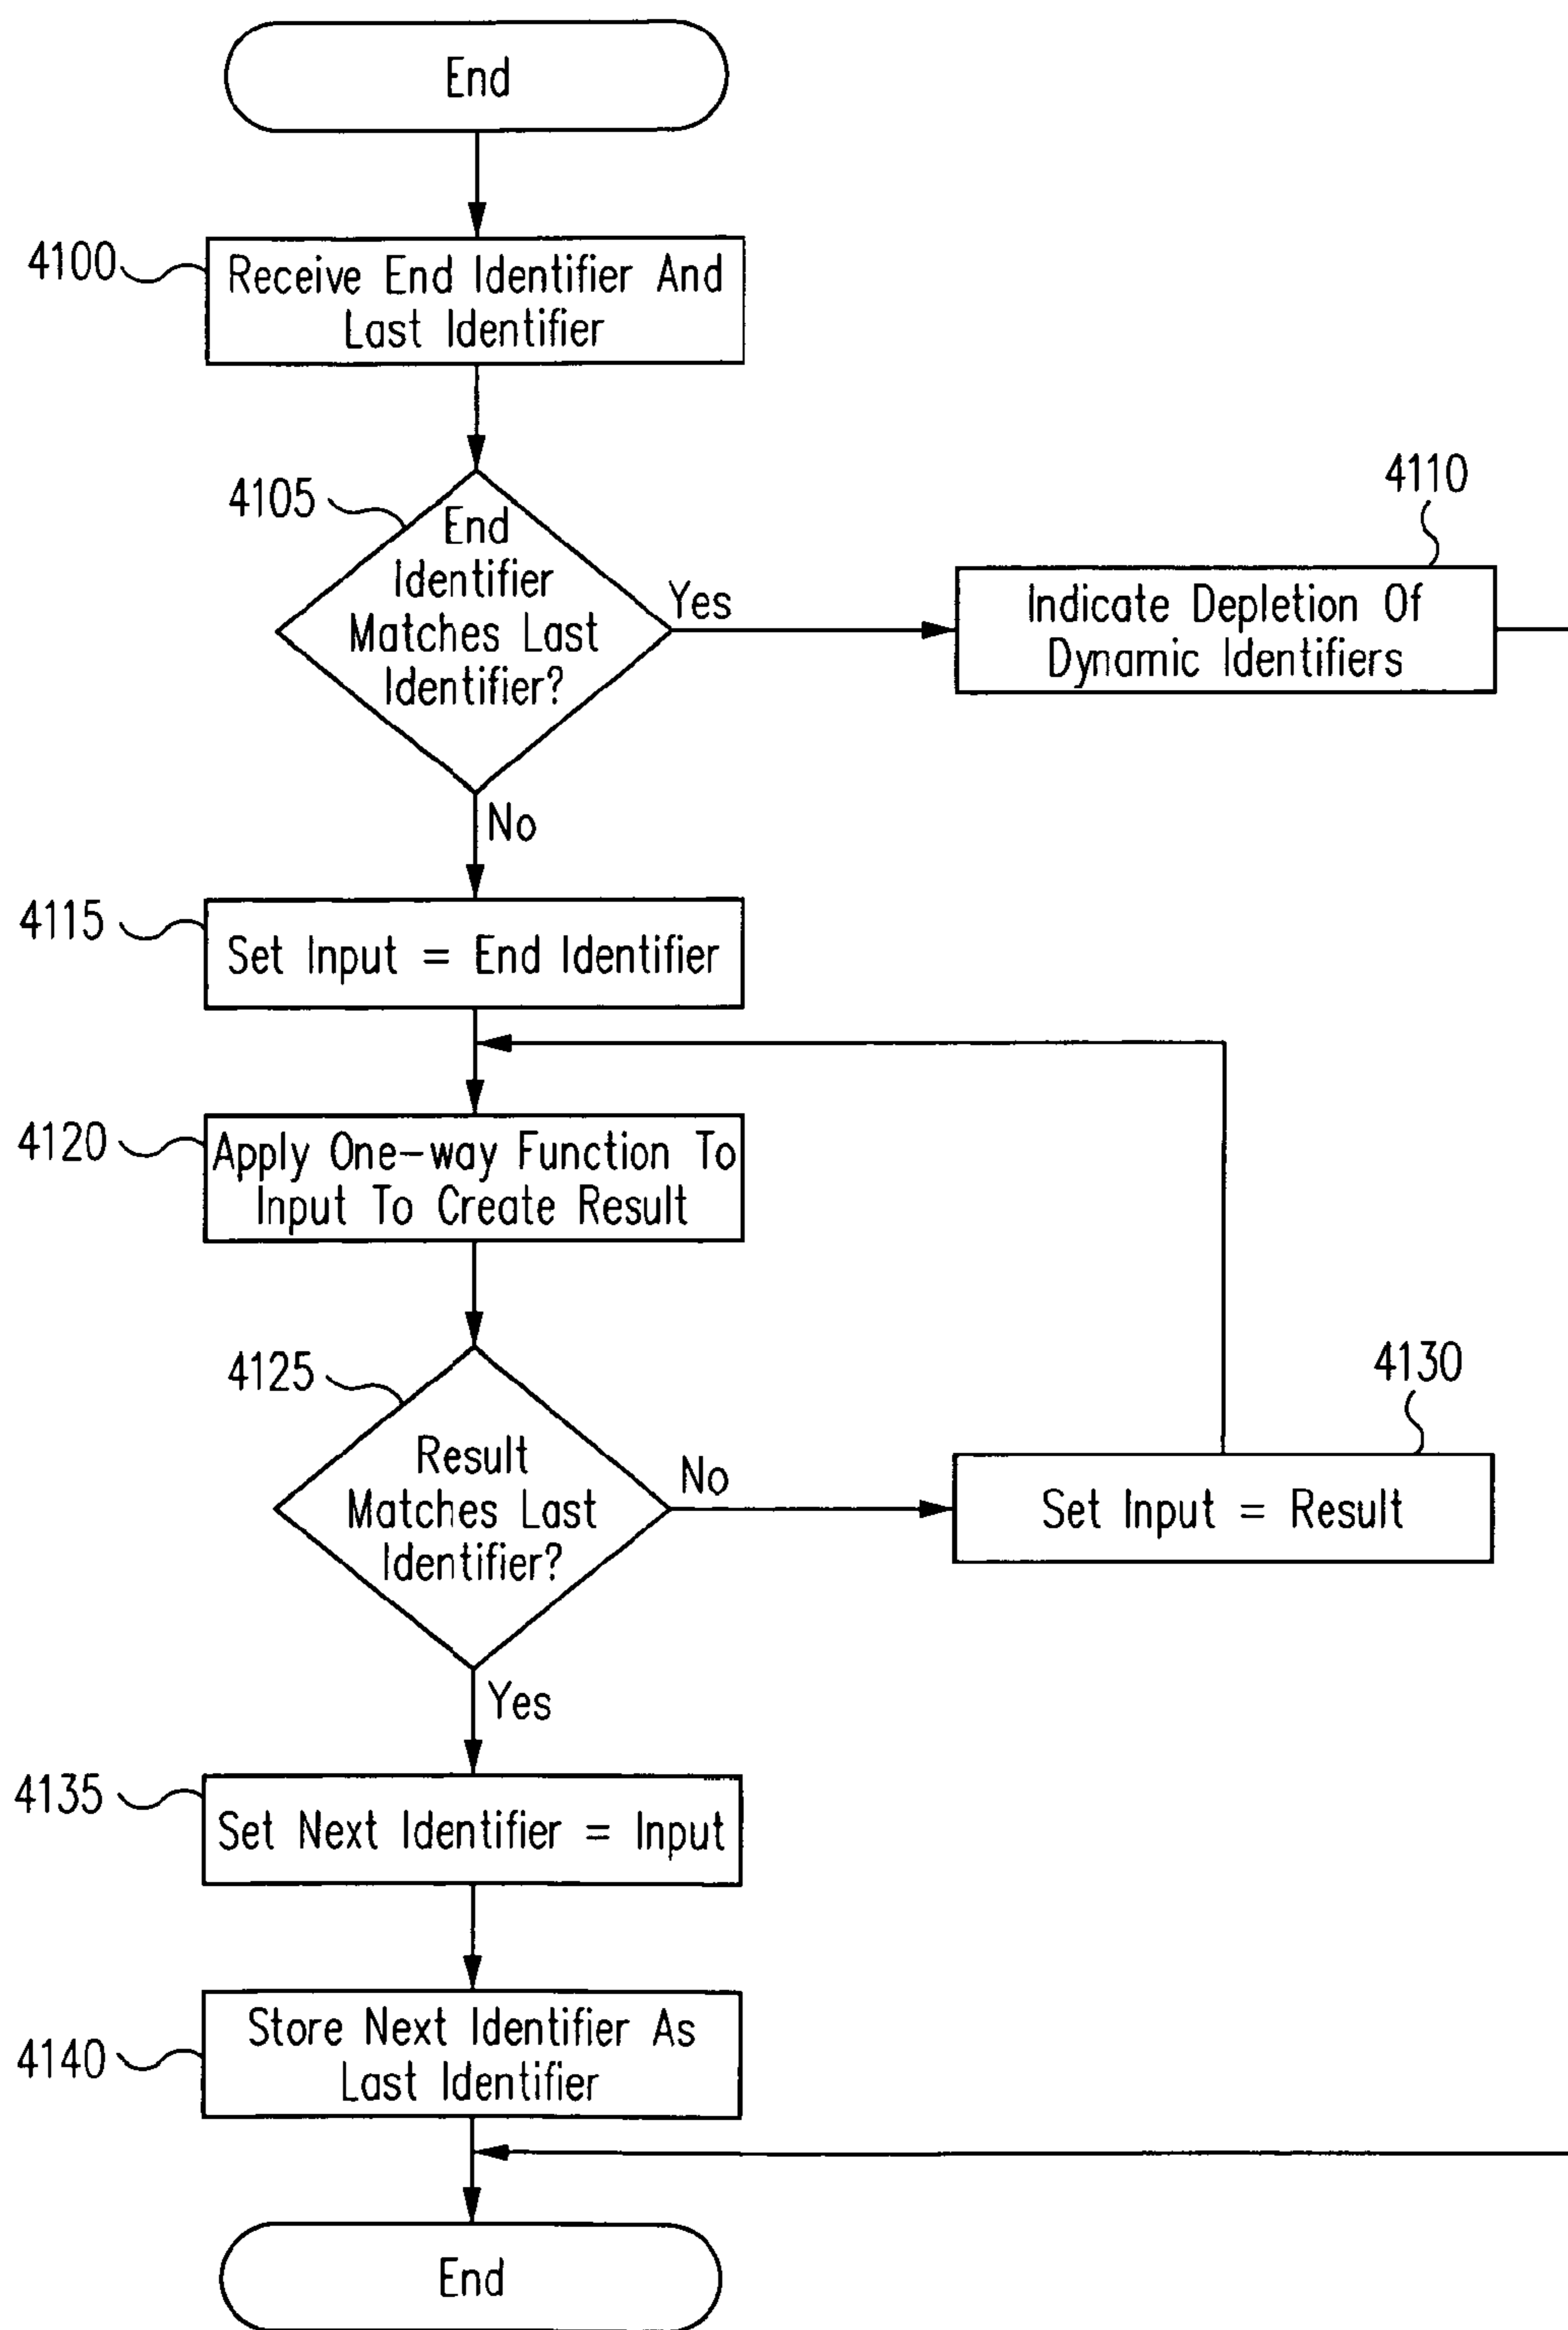 End
4100
Receive End Identifier And
Last Identifier
4105
End
Identifier
Matches Last
Identifier?
Yes
4110
Indicate Depletion Of
Dynamic Identifiers
No
4115
Set Input = End Identifier
4120
Apply One-way Function To
Input To Create Result
4125
Result
Matches Last
Identifier?
No
4130
Set Input = Result
Yes
4135
Set Next Identifier = Input
4140
Store Next Identifier As
Last Identifier
End